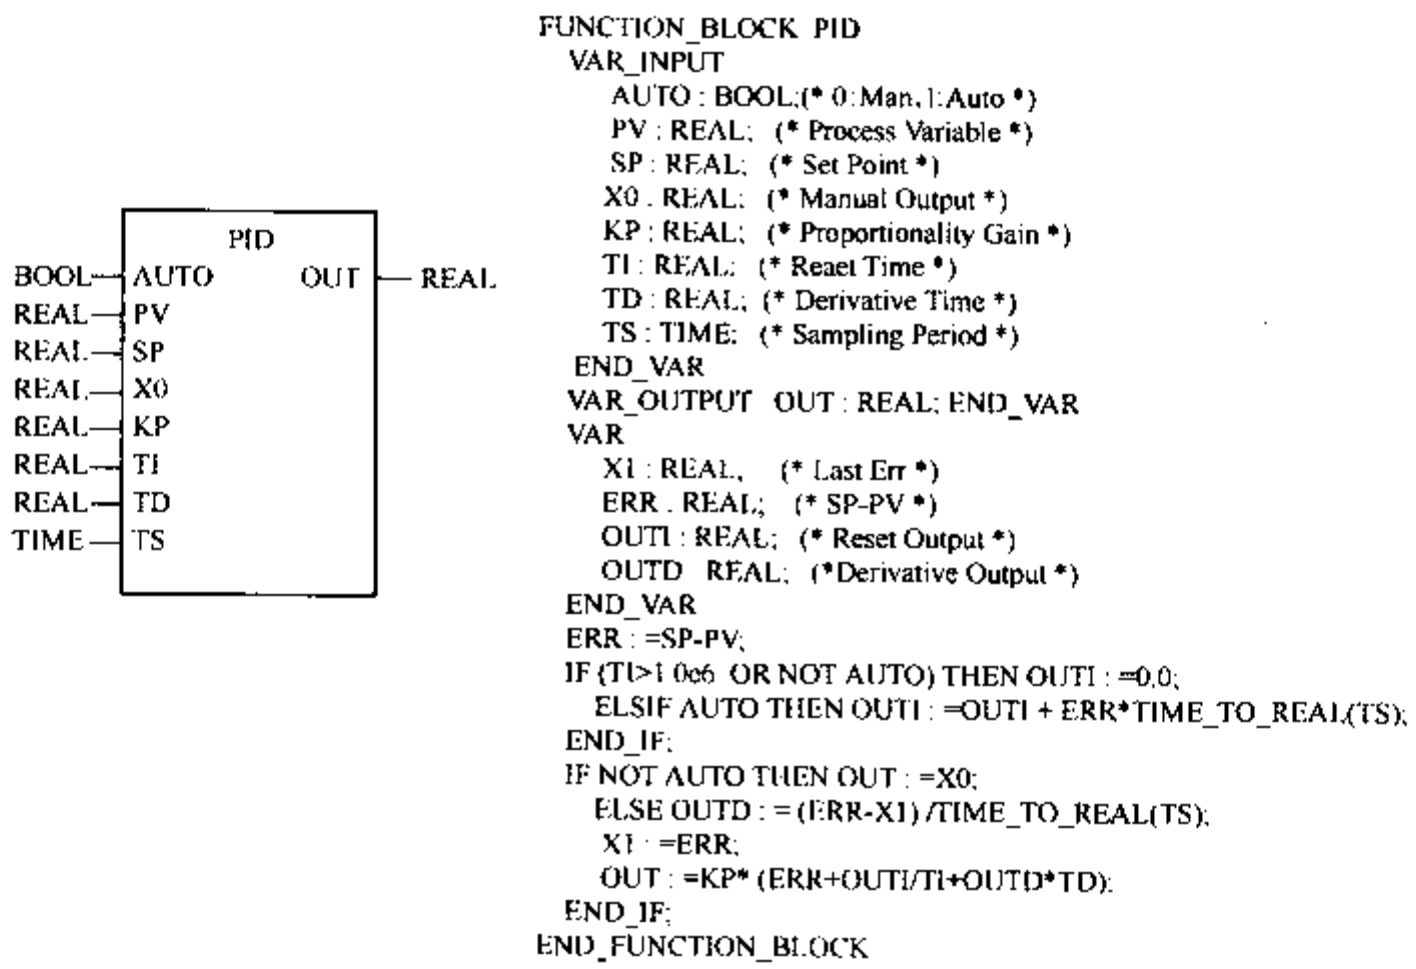 PID
BOOL AUTO OUT REAL
REAL PV
REAL SP
REAL X0
REAL KP
REAL TI
REAL TD
TIME TS
FUNCTION_BLOCK PID
VAR_INPUT
AUTO : BOOL;(* 0:Man, 1:Auto *)
PV : REAL; (* Process Variable *)
SP : REAL; (* Set Point *)
X0 . REAL; (* Manual Output *)
KP : REAL; (* Proportionality Gain *)
TI : REAL; (* Reaet Time *)
TD : REAL; (* Derivative Time *)
TS : TIME; (* Sampling Period *)
END_VAR
VAR_OUTPUT OUT : REAL; END_VAR
VAR
X1 : REAL, (* Last Err *)
ERR . REAL; (* SP-PV *)
OUTI : REAL; (* Reset Output *)
OUTD REAL; (*Derivative Output *)
END_VAR
ERR : =SP-PV;
IF (TI>1 0e6 OR NOT AUTO) THEN OUTI : =0.0;
ELSIF AUTO THEN OUTI : =OUTI + ERR*TIME_TO_REAL(TS);
END_IF;
IF NOT AUTO THEN OUT : =X0;
ELSE OUTD : = (ERR-X1) /TIME_TO_REAL(TS);
X1 : =ERR;
OUT : =KP* (ERR+OUTI/TI+OUTD*TD);
END_IF;
END_FUNCTION_BLOCK